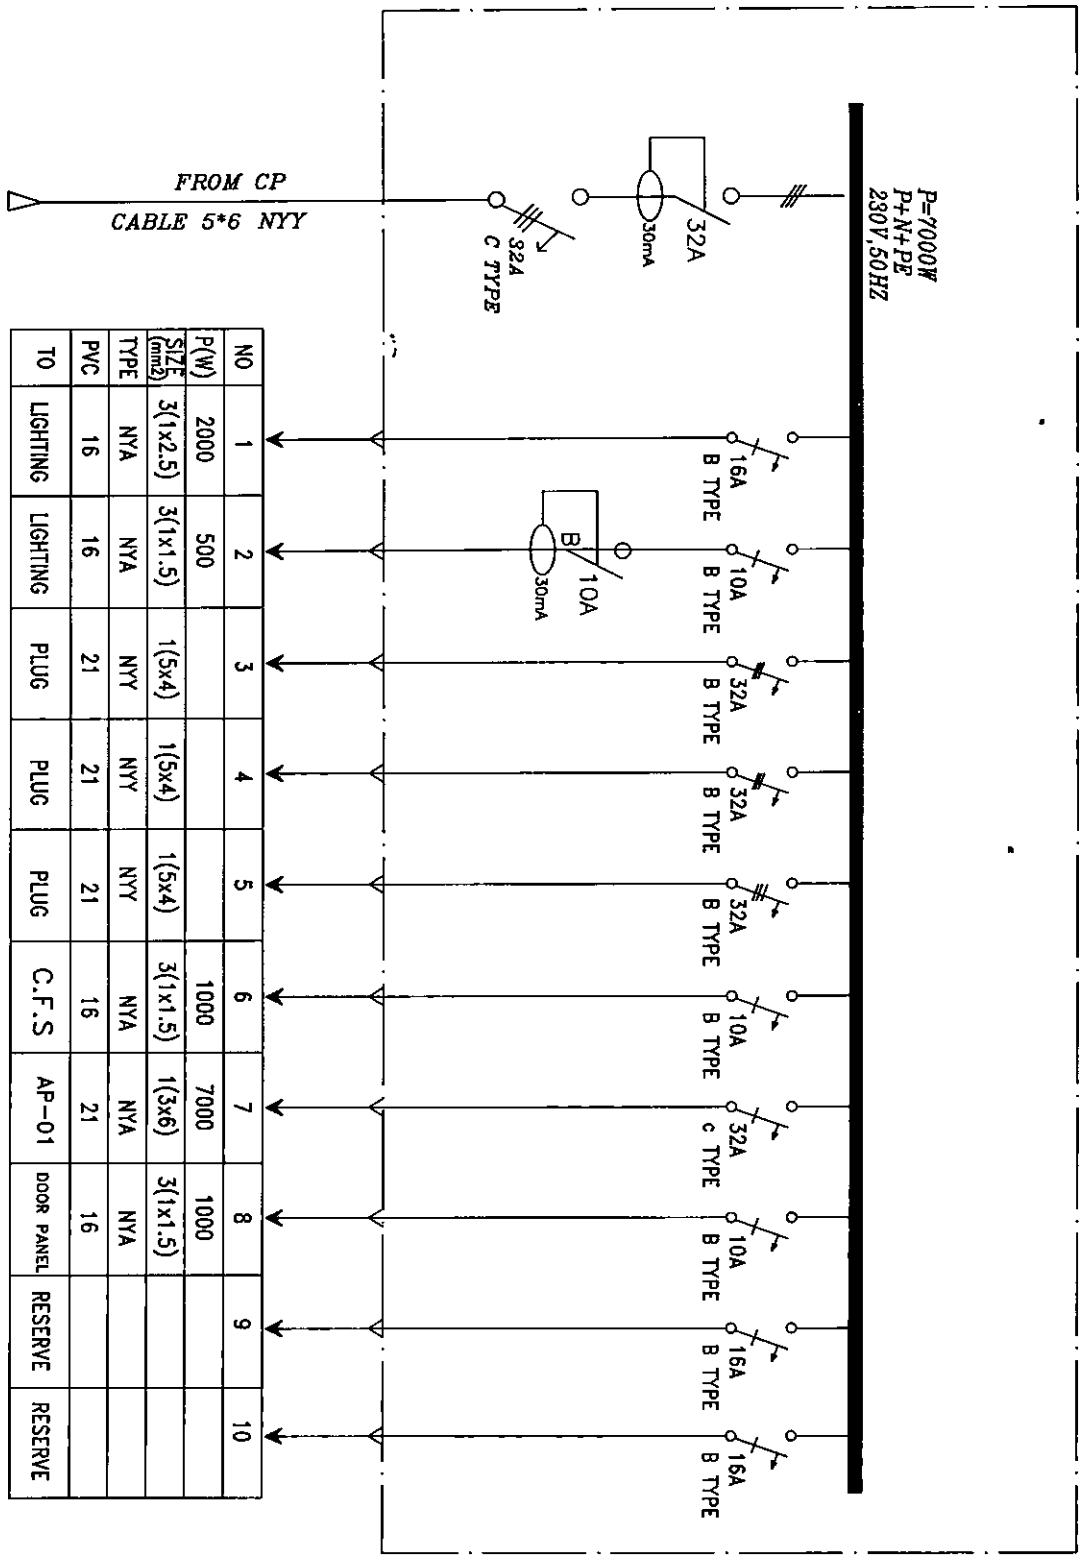 P=7000W
P+N+PE
230V,50HZ
32A
30mA
32A
C TYPE
FROM CP
CABLE 5*6 NYY
16A
B TYPE
10A
B TYPE
32A
B TYPE
32A
B TYPE
32A
B TYPE
10A
B TYPE
32A
c TYPE
10A
B TYPE
16A
B TYPE
16A
B TYPE
B
10A
30mA
NO 1 2 3 4 5 6 7 8 9 10
P(W) 2000 500 1000 7000 1000
SIZE (mm2) 3(1x2.5) 3(1x1.5) 1(5x4) 1(5x4) 1(5x4) 3(1x1.5) 1(3x6) 3(1x1.5)
TYPE NYA NYA NYY NYY NYY NYA NYA NYA
PVC 16 16 21 21 21 16 21 16
TO LIGHTING LIGHTING PLUG PLUG PLUG C.F.S AP-01 DOOR PANEL RESERVE RESERVE